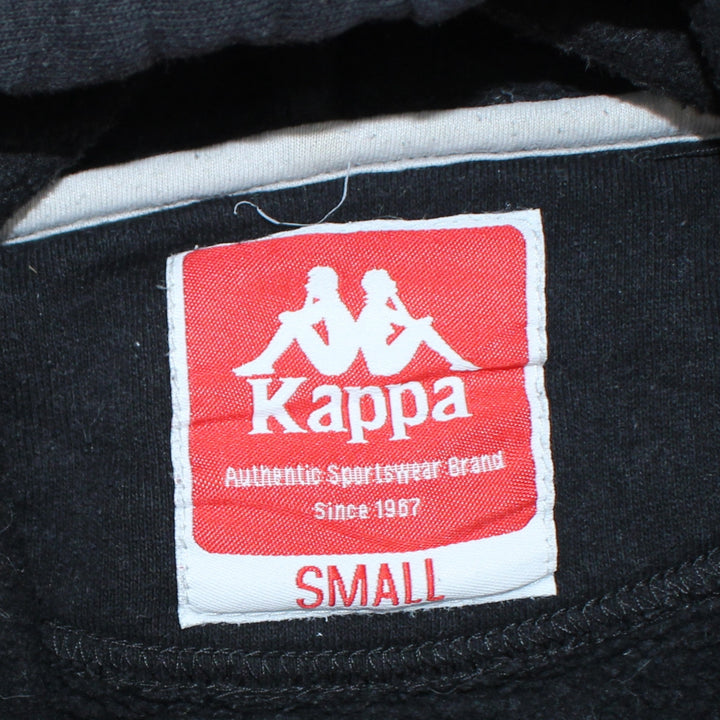 Kappa
Authentic Sportswear Brand
Since 1967
SMALL